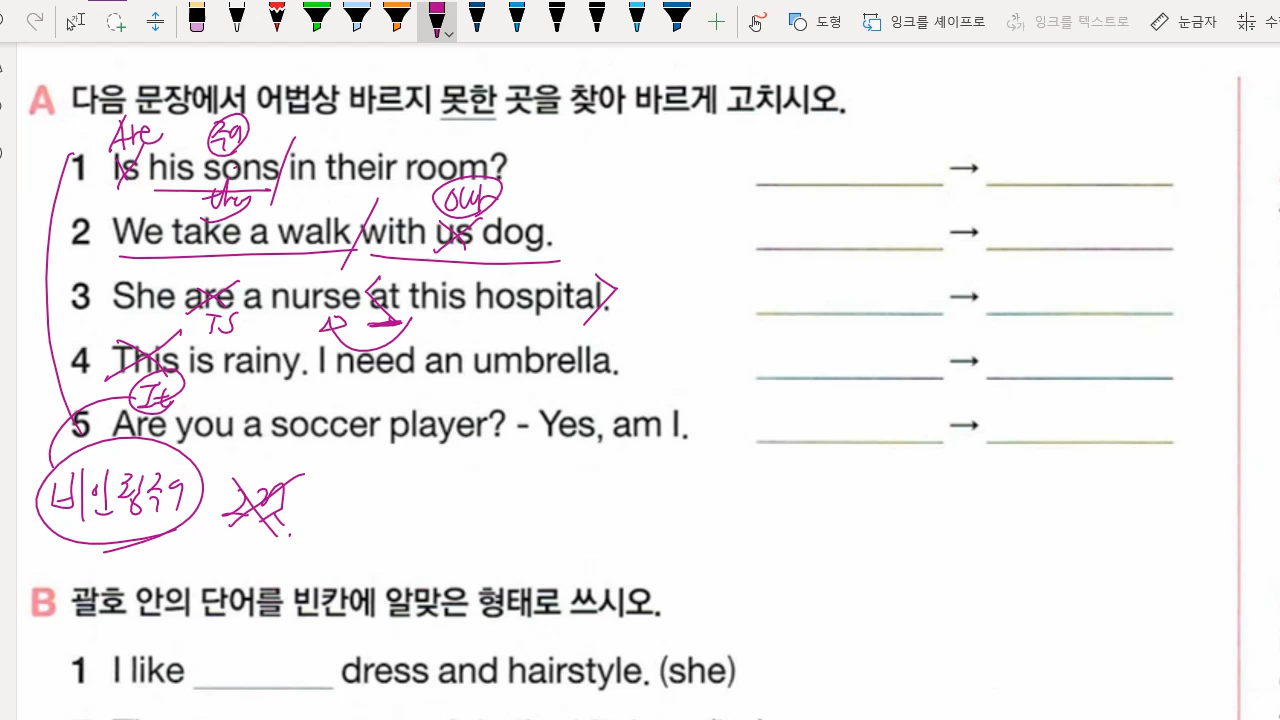 도형 잉크를 셰이프로 잉크를 텍스트로 눈금자 수
A 다음 문장에서 어법상 바르지 못한 곳을 찾아 바르게 고치시오.
Are 주어
1 Is his sons in their room? →
they our
2 We take a walk with us dog. →
3 She are a nurse at this hospital. →
IS
4 This is rainy. I need an umbrella. →
It
5 Are you a soccer player? - Yes, am I. →
비인칭주어
B 괄호 안의 단어를 빈칸에 알맞은 형태로 쓰시오.
1 I like ________ dress and hairstyle. (she)